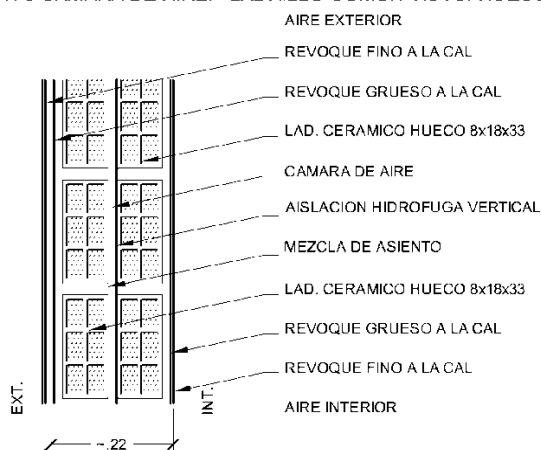 AIRE EXTERIOR
REVOQUE FINO A LA CAL
REVOQUE GRUESO A LA CAL
LAD. CERAMICO HUECO 8x18x33
CAMARA DE AIRE
AISLACION HIDROFUGA VERTICAL
MEZCLA DE ASIENTO
LAD. CERAMICO HUECO 8x18x33
REVOQUE GRUESO A LA CAL
REVOQUE FINO A LA CAL
AIRE INTERIOR
EXT.
INT.
~.22